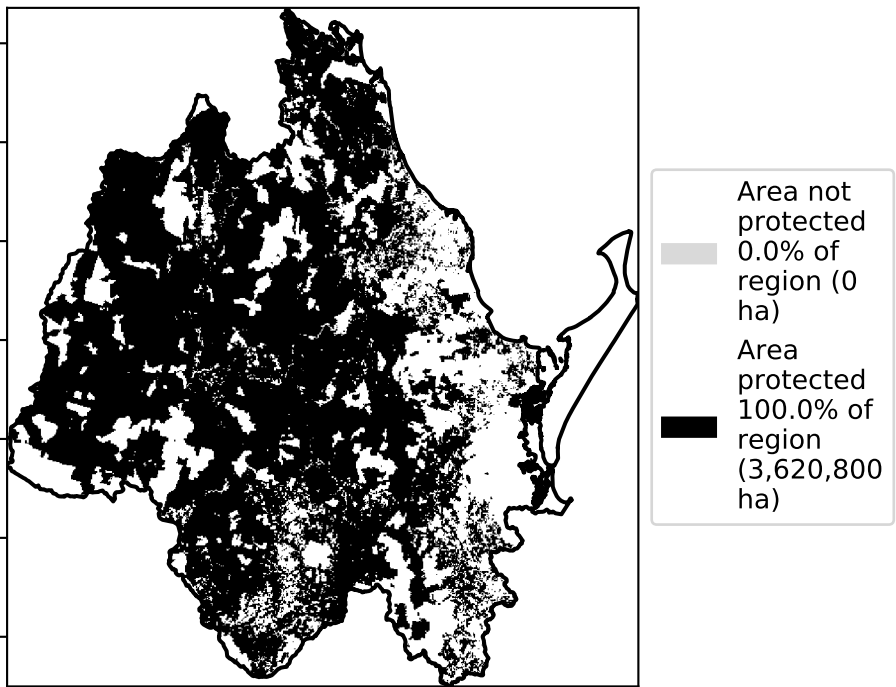 Area not
protected
0.0% of
region (0
ha)
Area
protected
100.0% of
region
(3,620,800
ha)